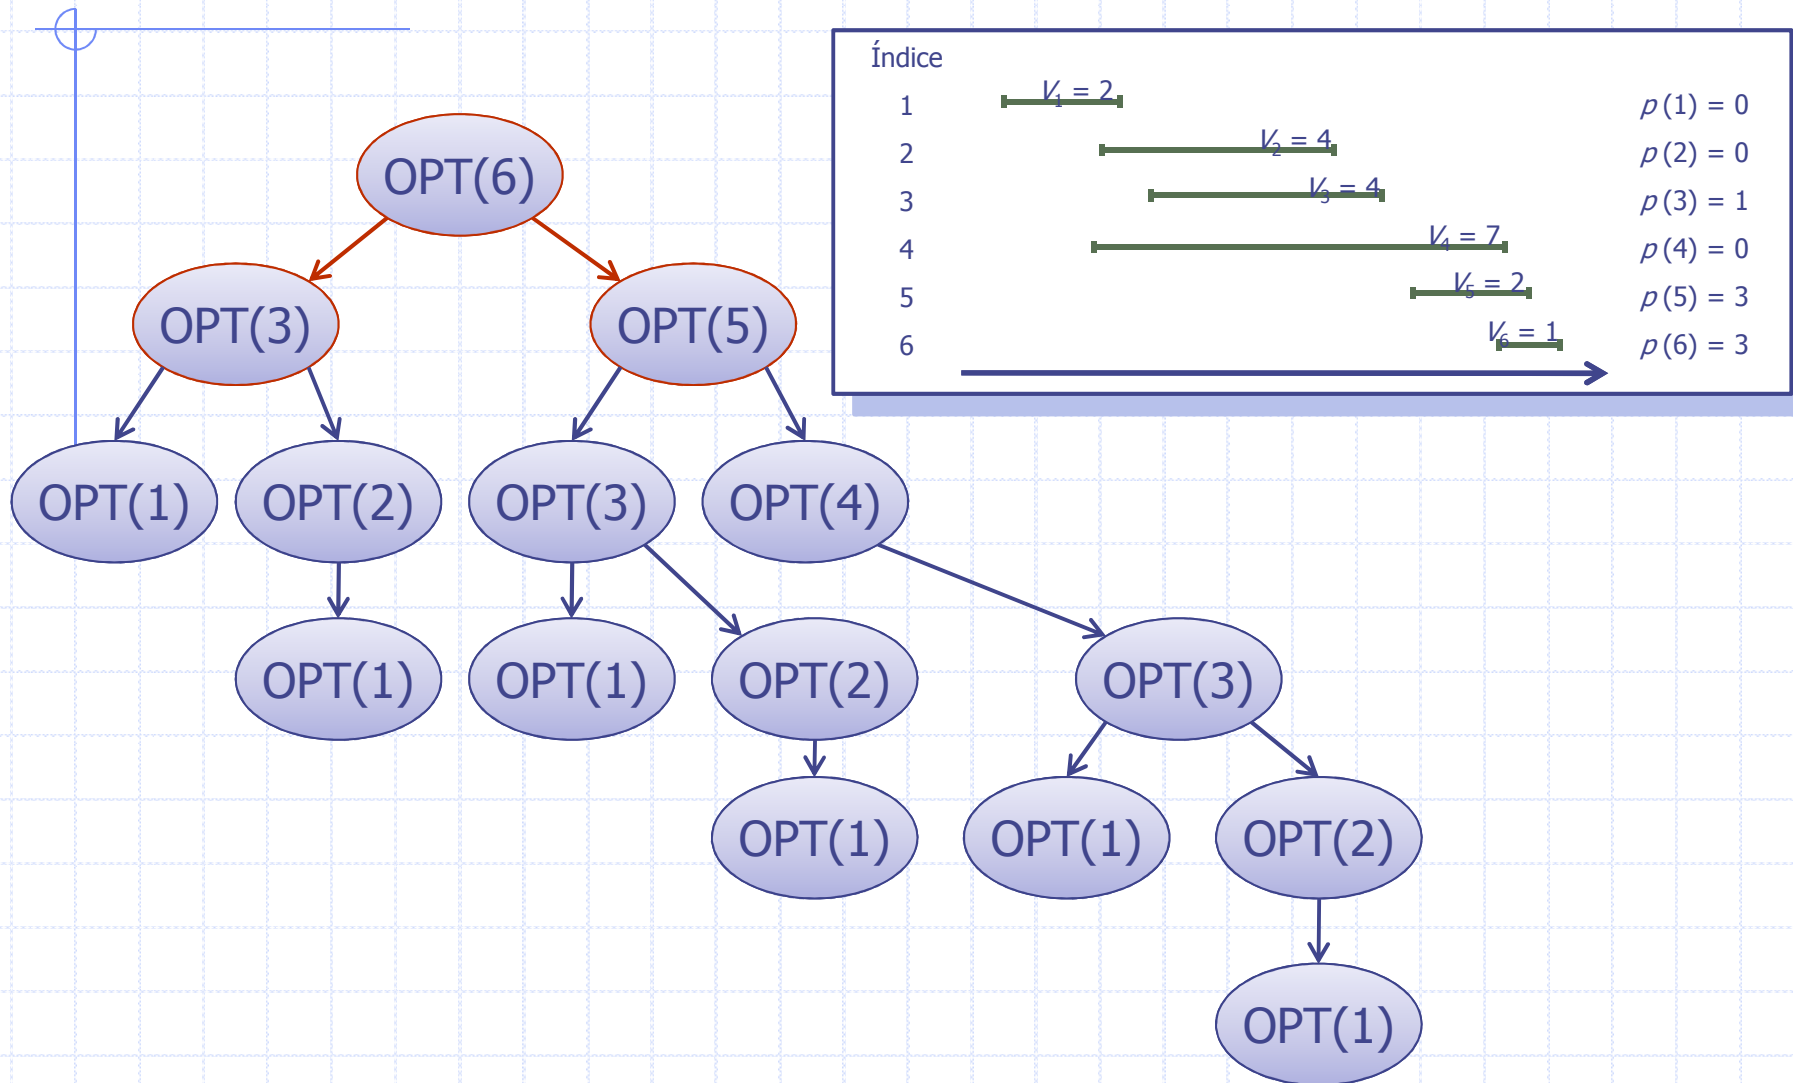 Índice
1 V1 = 2 p (1) = 0
2 V2 = 4 p (2) = 0
3 V3 = 4 p (3) = 1
4 V4 = 7 p (4) = 0
5 V5 = 2 p (5) = 3
6 V6 = 1 p (6) = 3
OPT(6)
OPT(3) OPT(5)
OPT(1) OPT(2) OPT(3) OPT(4)
OPT(1) OPT(1) OPT(2) OPT(3)
OPT(1) OPT(1) OPT(2)
OPT(1)